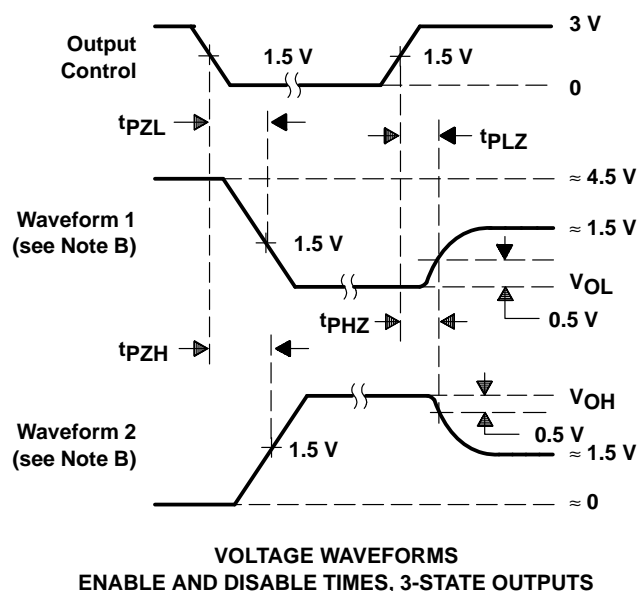 3 V
Output
Control
1.5 V
1.5 V
0
tPZL
tPLZ
≈ 4.5 V
Waveform 1
(see Note B)
1.5 V
≈ 1.5 V
VOL
0.5 V
tPHZ
tPZH
VOH
Waveform 2
(see Note B)
1.5 V
0.5 V
≈ 1.5 V
≈ 0
VOLTAGE WAVEFORMS
ENABLE AND DISABLE TIMES, 3-STATE OUTPUTS